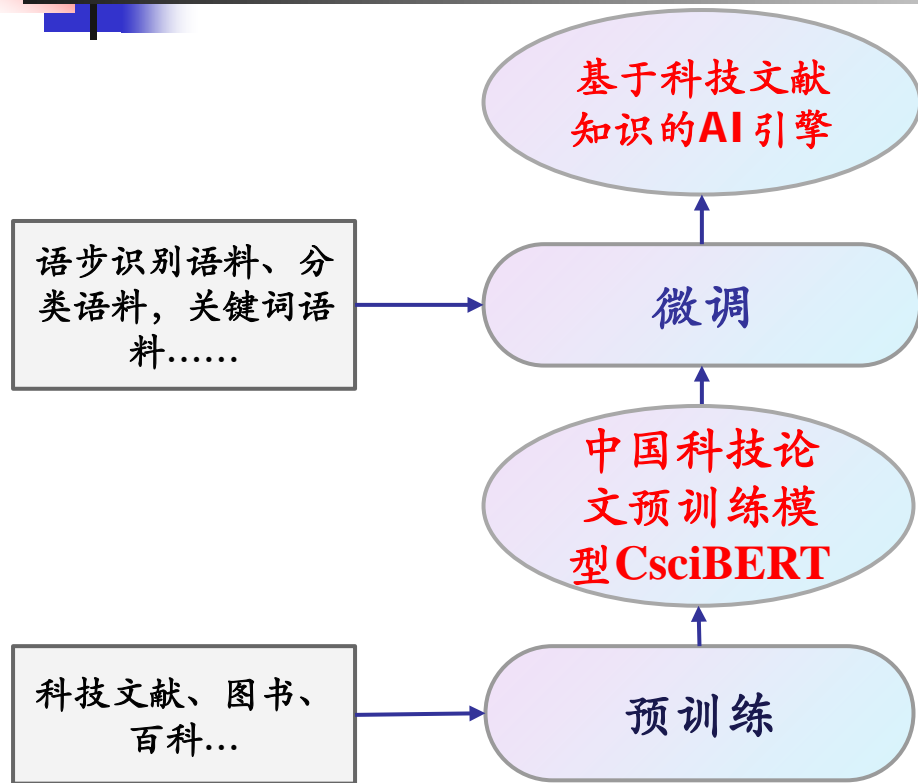 基于科技文献
知识的AI引擎
语步识别语料、分
类语料，关键词语
料……
微调
中国科技论
文预训练模
型CsciBERT
科技文献、图书、
百科…
预训练